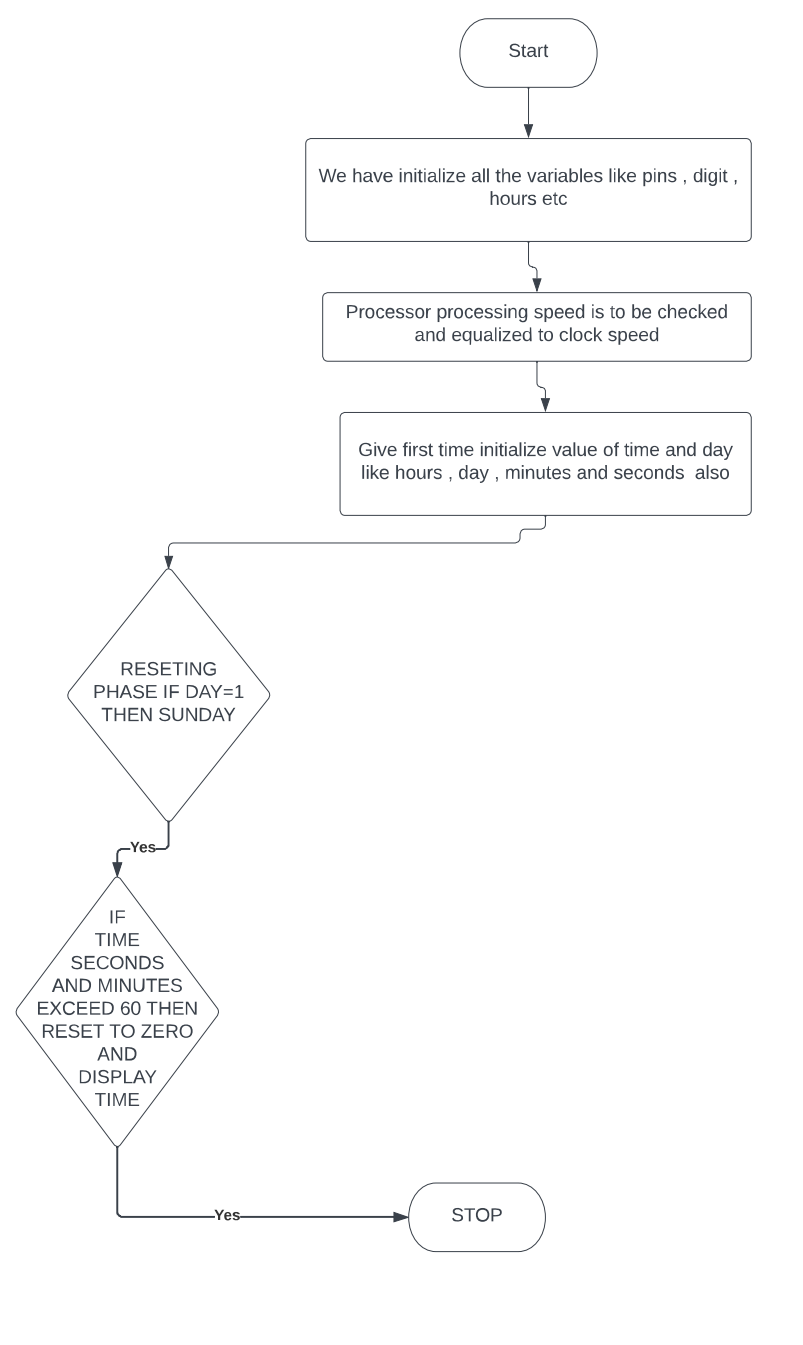 Start
We have initialize all the variables like pins , digit ,
hours etc
Processor processing speed is to be checked
and equalized to clock speed
Give first time initialize value of time and day
like hours , day , minutes and seconds  also
RESETING
PHASE IF DAY=1
THEN SUNDAY
Yes
IF
TIME
SECONDS
AND MINUTES
EXCEED 60 THEN
RESET TO ZERO
AND
DISPLAY
TIME
Yes
STOP